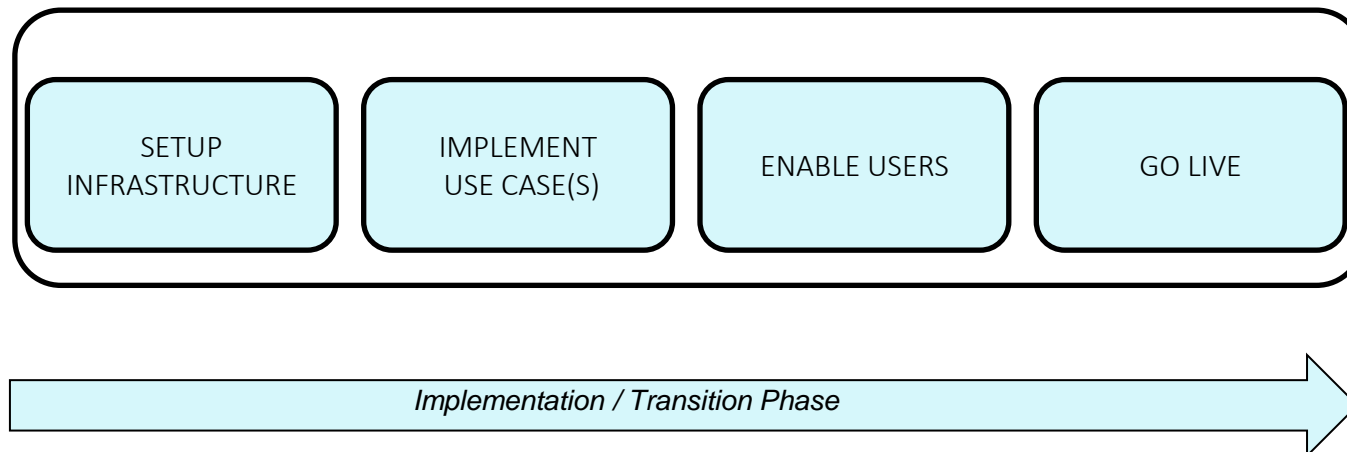 SETUP
INFRASTRUCTURE
IMPLEMENT
USE CASE(S)
ENABLE USERS
GO LIVE
Implementation / Transition Phase